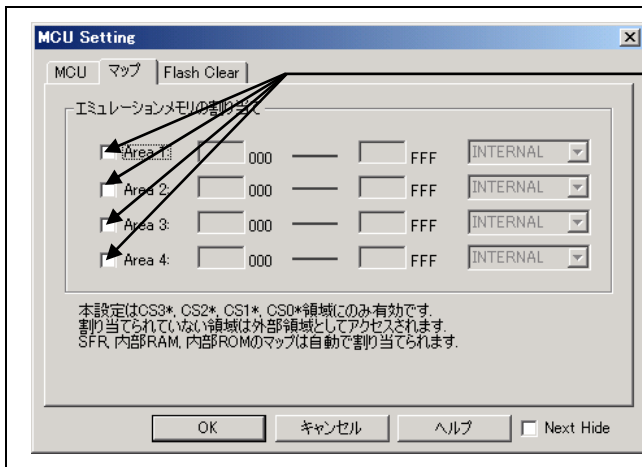 MCU Setting
MCU マップ Flash Clear
エミュレーションメモリの割り当て
Area 1: 000 FFF INTERNAL
Area 2: 000 FFF INTERNAL
Area 3: 000 FFF INTERNAL
Area 4: 000 FFF INTERNAL
本設定はCS3*, CS2*, CS1*, CS0*領域にのみ有効です.
割り当てられていない領域は外部領域としてアクセスされます.
SFR, 内部RAM, 内部ROMのマップは自動で割り当てられます.
OK キャンセル ヘルプ Next Hide